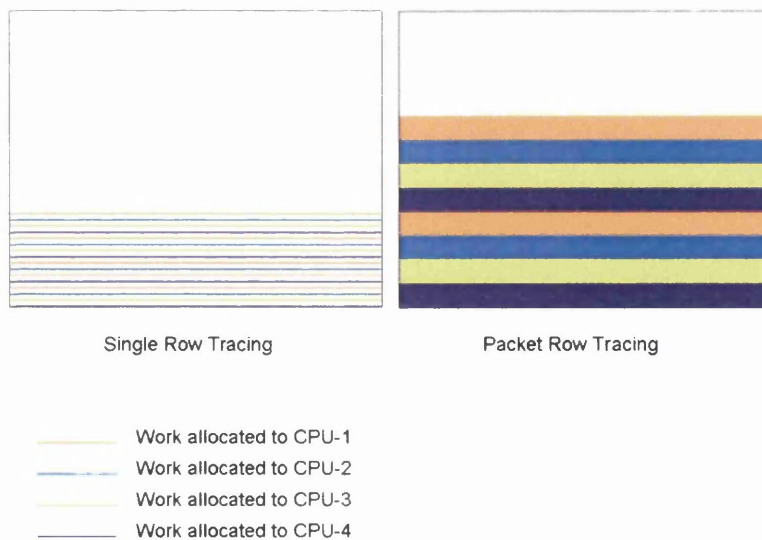 Single Row Tracing
Packet Row Tracing
Work allocated to CPU-1
Work allocated to CPU-2
Work allocated to CPU-3
Work allocated to CPU-4